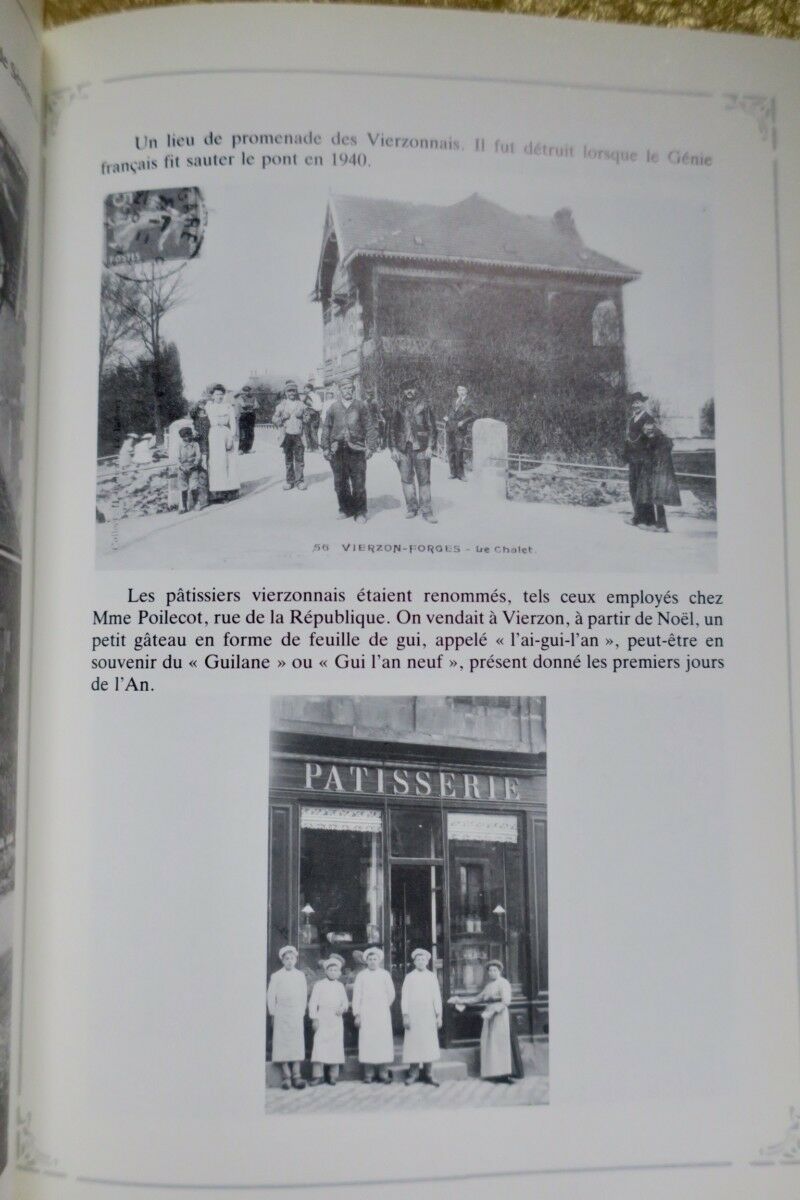 Un lieu de promenade des Vierzonnais. Il fut détruit lorsque le Génie
français fit sauter le pont en 1940.
GARE
POSTES
56 VIERZON-FORGES - Le Chalet.
Les pâtissiers vierzonnais étaient renommés, tels ceux employés chez
Mme Poilecot, rue de la République. On vendait à Vierzon, à partir de Noël, un
petit gâteau en forme de feuille de gui, appelé « l'ai-gui-l'an », peut-être en
souvenir du « Guilane » ou « Gui l'an neuf », présent donné les premiers jours
de l'An.
PATISSERIE